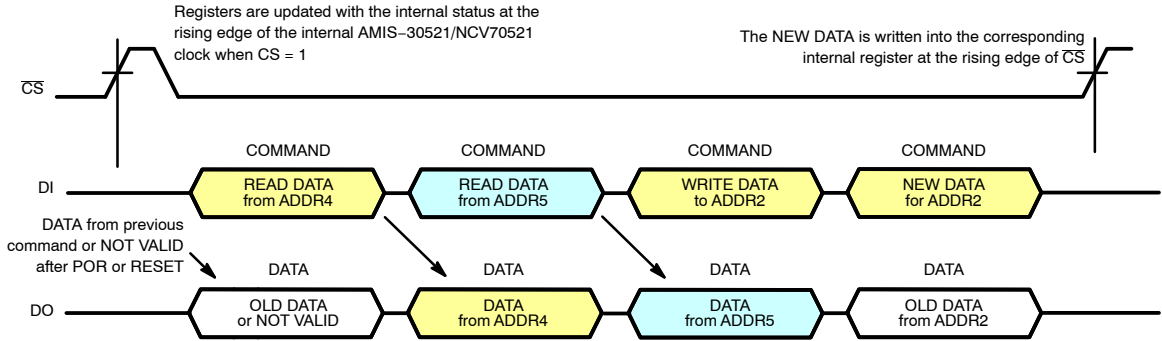 Registers are updated with the internal status at the
rising edge of the internal AMIS−30521/NCV70521
clock when CS = 1
The NEW DATA is written into the corresponding
internal register at the rising edge of CS
CS
COMMAND COMMAND COMMAND COMMAND
DI
READ DATA
from ADDR4
READ DATA
from ADDR5
WRITE DATA
to ADDR2
NEW DATA
for ADDR2
DATA from previous
command or NOT VALID
after POR or RESET
DATA DATA DATA DATA
DO
OLD DATA
or NOT VALID
DATA
from ADDR4
DATA
from ADDR5
OLD DATA
from ADDR2